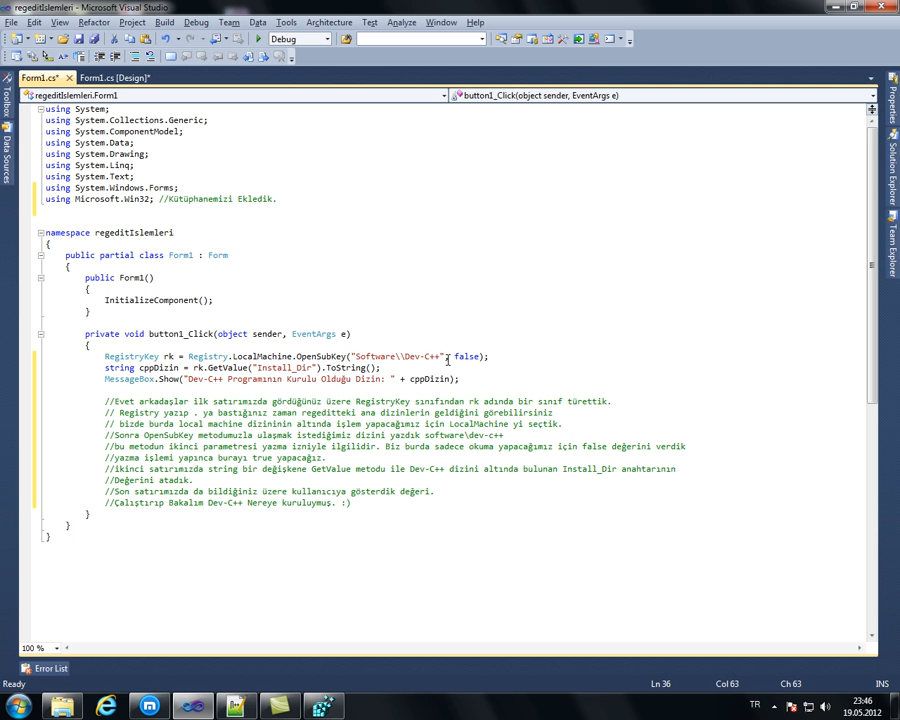 regeditIslemleri - Microsoft Visual Studio
File Edit View Refactor Project Build Debug Team Data Tools Architecture Test Analyze Window Help
Debug
Form1.cs* Form1.cs [Design]*
regeditIslemleri.Form1 button1_Click(object sender, EventArgs e)
Toolbox
Data Sources
Properties
Solution Explorer
Team Explorer
using System;
using System.Collections.Generic;
using System.ComponentModel;
using System.Data;
using System.Drawing;
using System.Linq;
using System.Text;
using System.Windows.Forms;
using Microsoft.Win32; //Kütüphanemizi Ekledik.
namespace regeditIslemleri
{
public partial class Form1 : Form
{
public Form1()
{
InitializeComponent();
}
private void button1_Click(object sender, EventArgs e)
{
RegistryKey rk = Registry.LocalMachine.OpenSubKey("Software\\Dev-C++", false);
string cppDizin = rk.GetValue("Install_Dir").ToString();
MessageBox.Show("Dev-C++ Programının Kurulu Olduğu Dizin: " + cppDizin);
//Evet arkadaşlar ilk satırımızda gördüğünüz üzere RegistryKey sınıfından rk adında bir sınıf türettik.
// Registry yazıp . ya bastığınız zaman regeditteki ana dizinlerin geldiğini görebilirsiniz
// bizde burda local machine dizininin altında işlem yapacağımız için LocalMachine yi seçtik.
//Sonra OpenSubKey metodumuzla ulaşmak istediğimiz dizini yazdık software\dev-c++
//bu metodun ikinci parametresi yazma izniyle ilgilidir. Biz burda sadece okuma yapacağımız için false değerini verdik
//yazma işlemi yapınca burayı true yapacağız.
//ikinci satırımızda string bir değişkene GetValue metodu ile Dev-C++ dizini altında bulunan Install_Dir anahtarının
//Değerini atadık.
//Son satırımızda da bildiğiniz üzere kullanıcıya gösterdik değeri.
//Çalıştırıp Bakalım Dev-C++ Nereye kuruluymuş. :)
}
}
}
100 %
Error List
Ready Ln 36 Col 63 Ch 63 INS
TR 23:46
19.05.2012